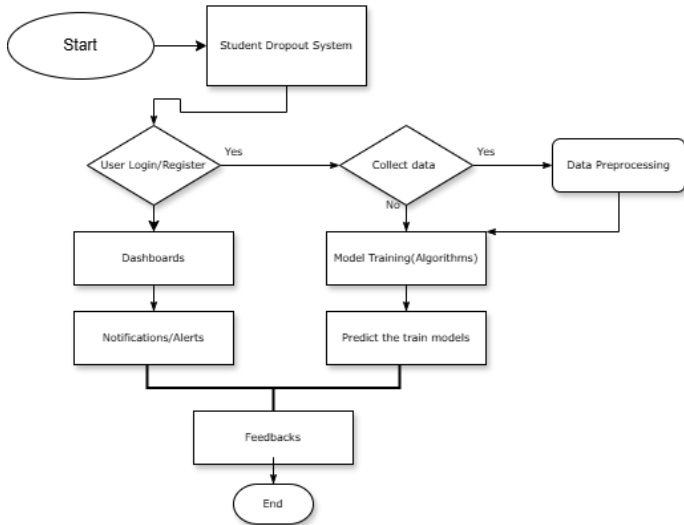 Start
Student Dropout System
User Login/Register
Yes
Collect data
Yes
Data Preprocessing
No
Dashboards
Model Training(Algorithms)
Notifications/Alerts
Predict the train models
Feedbacks
End